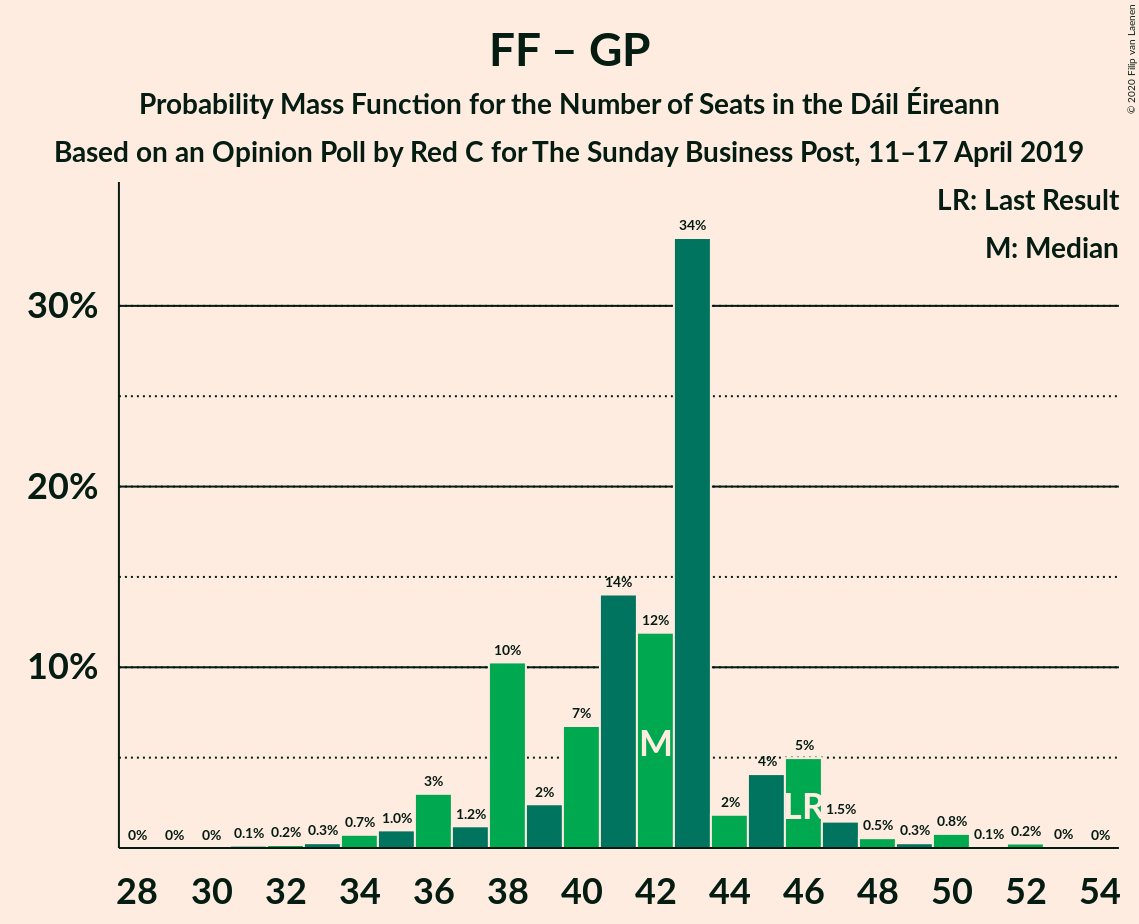 FF – GP
Probability Mass Function for the Number of Seats in the Dáil Éireann
Based on an Opinion Poll by Red C for The Sunday Business Post, 11–17 April 2019
© 2020 Filip van Laenen
LR: Last Result
M: Median
30%
20%
10%
0% 0% 0% 0.1% 0.2% 0.3% 0.7% 1.0% 3% 1.2% 10% 2% 7% 14% 12% 34% 2% 4% 5% 1.5% 0.5% 0.3% 0.8% 0.1% 0.2% 0% 0%
M
LR
28 30 32 34 36 38 40 42 44 46 48 50 52 54